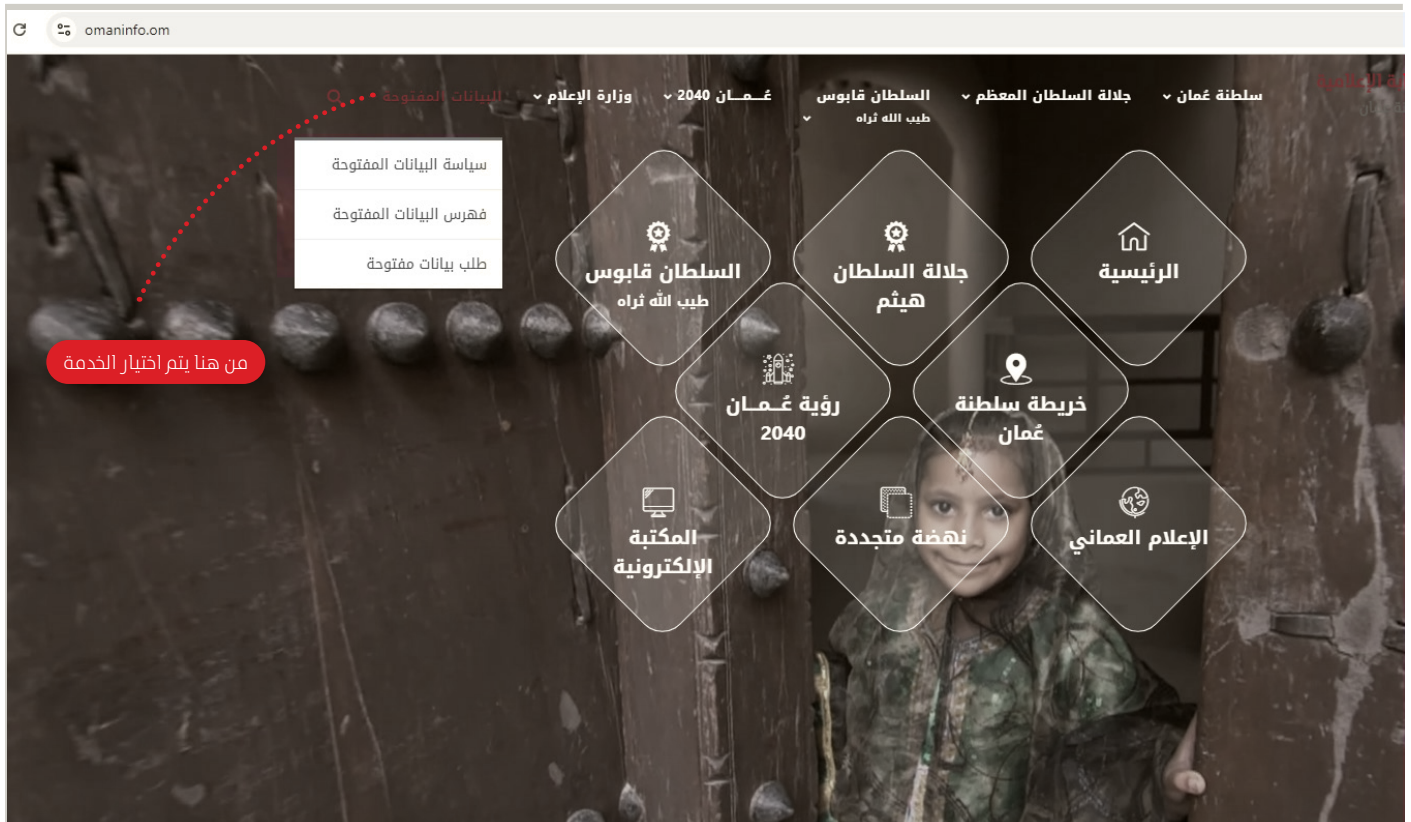 omaninfo.om
سلطنة عُمان
جلالة السلطان المعظم
السلطان قابوس
طيب الله ثراه
عُـمـان 2040
وزارة الإعلام
البيانات المفتوحة
سياسة البيانات المفتوحة
فهرس البيانات المفتوحة
طلب بيانات مفتوحة
من هنا يتم اختيار الخدمة
الرئيسية
جلالة السلطان
هيثم
السلطان قابوس
طيب الله ثراه
خريطة سلطنة
عُمان
رؤية عُـمـان
2040
الإعلام العماني
نهضة متجددة
المكتبة
الإلكترونية